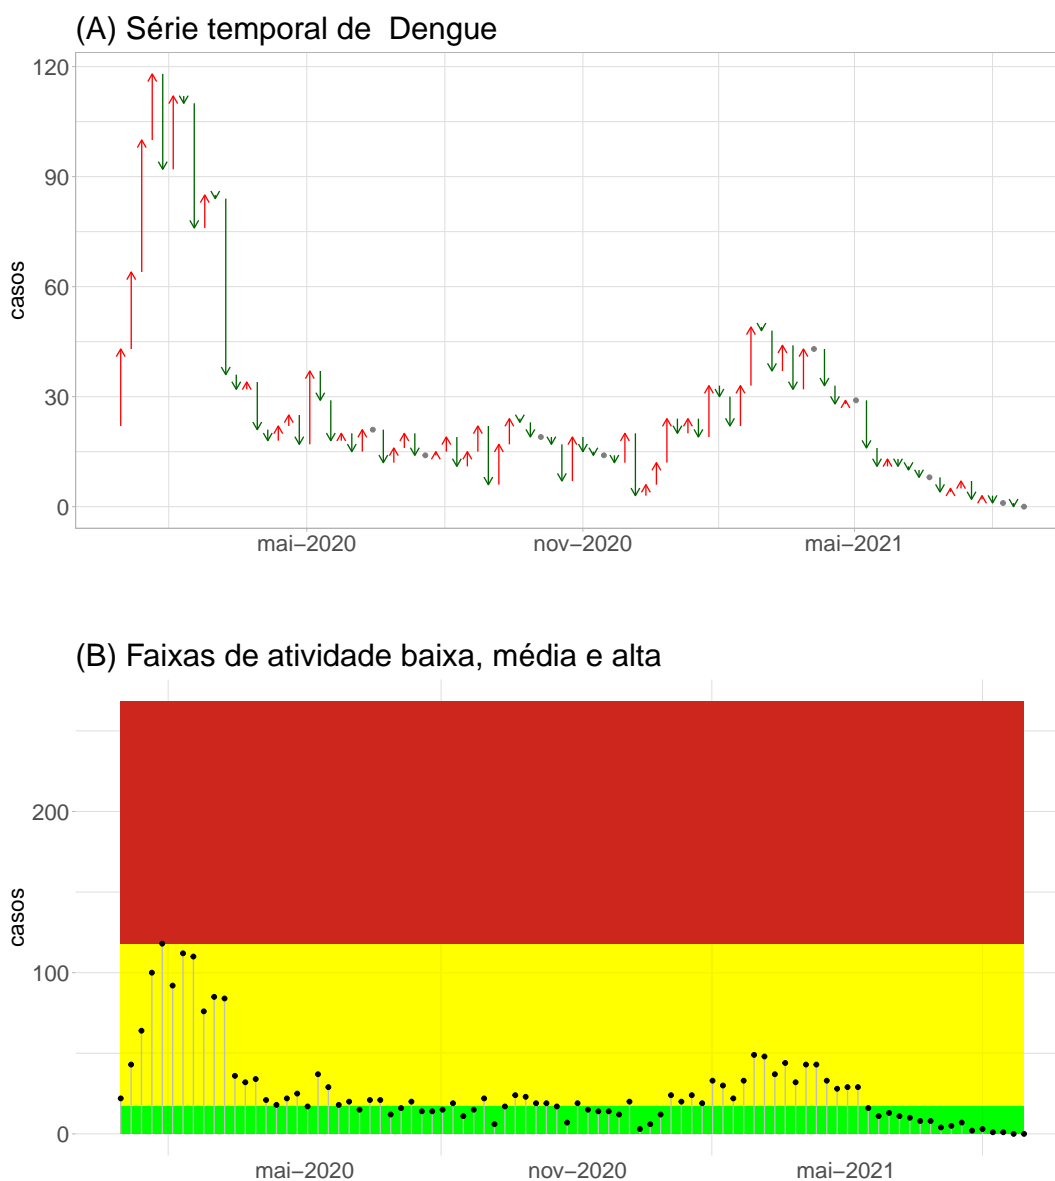 (A) Série temporal de  Dengue
120
90
60
30
0
casos
mai−2020
nov−2020
mai−2021
(B) Faixas de atividade baixa, média e alta
200
100
0
casos
mai−2020
nov−2020
mai−2021